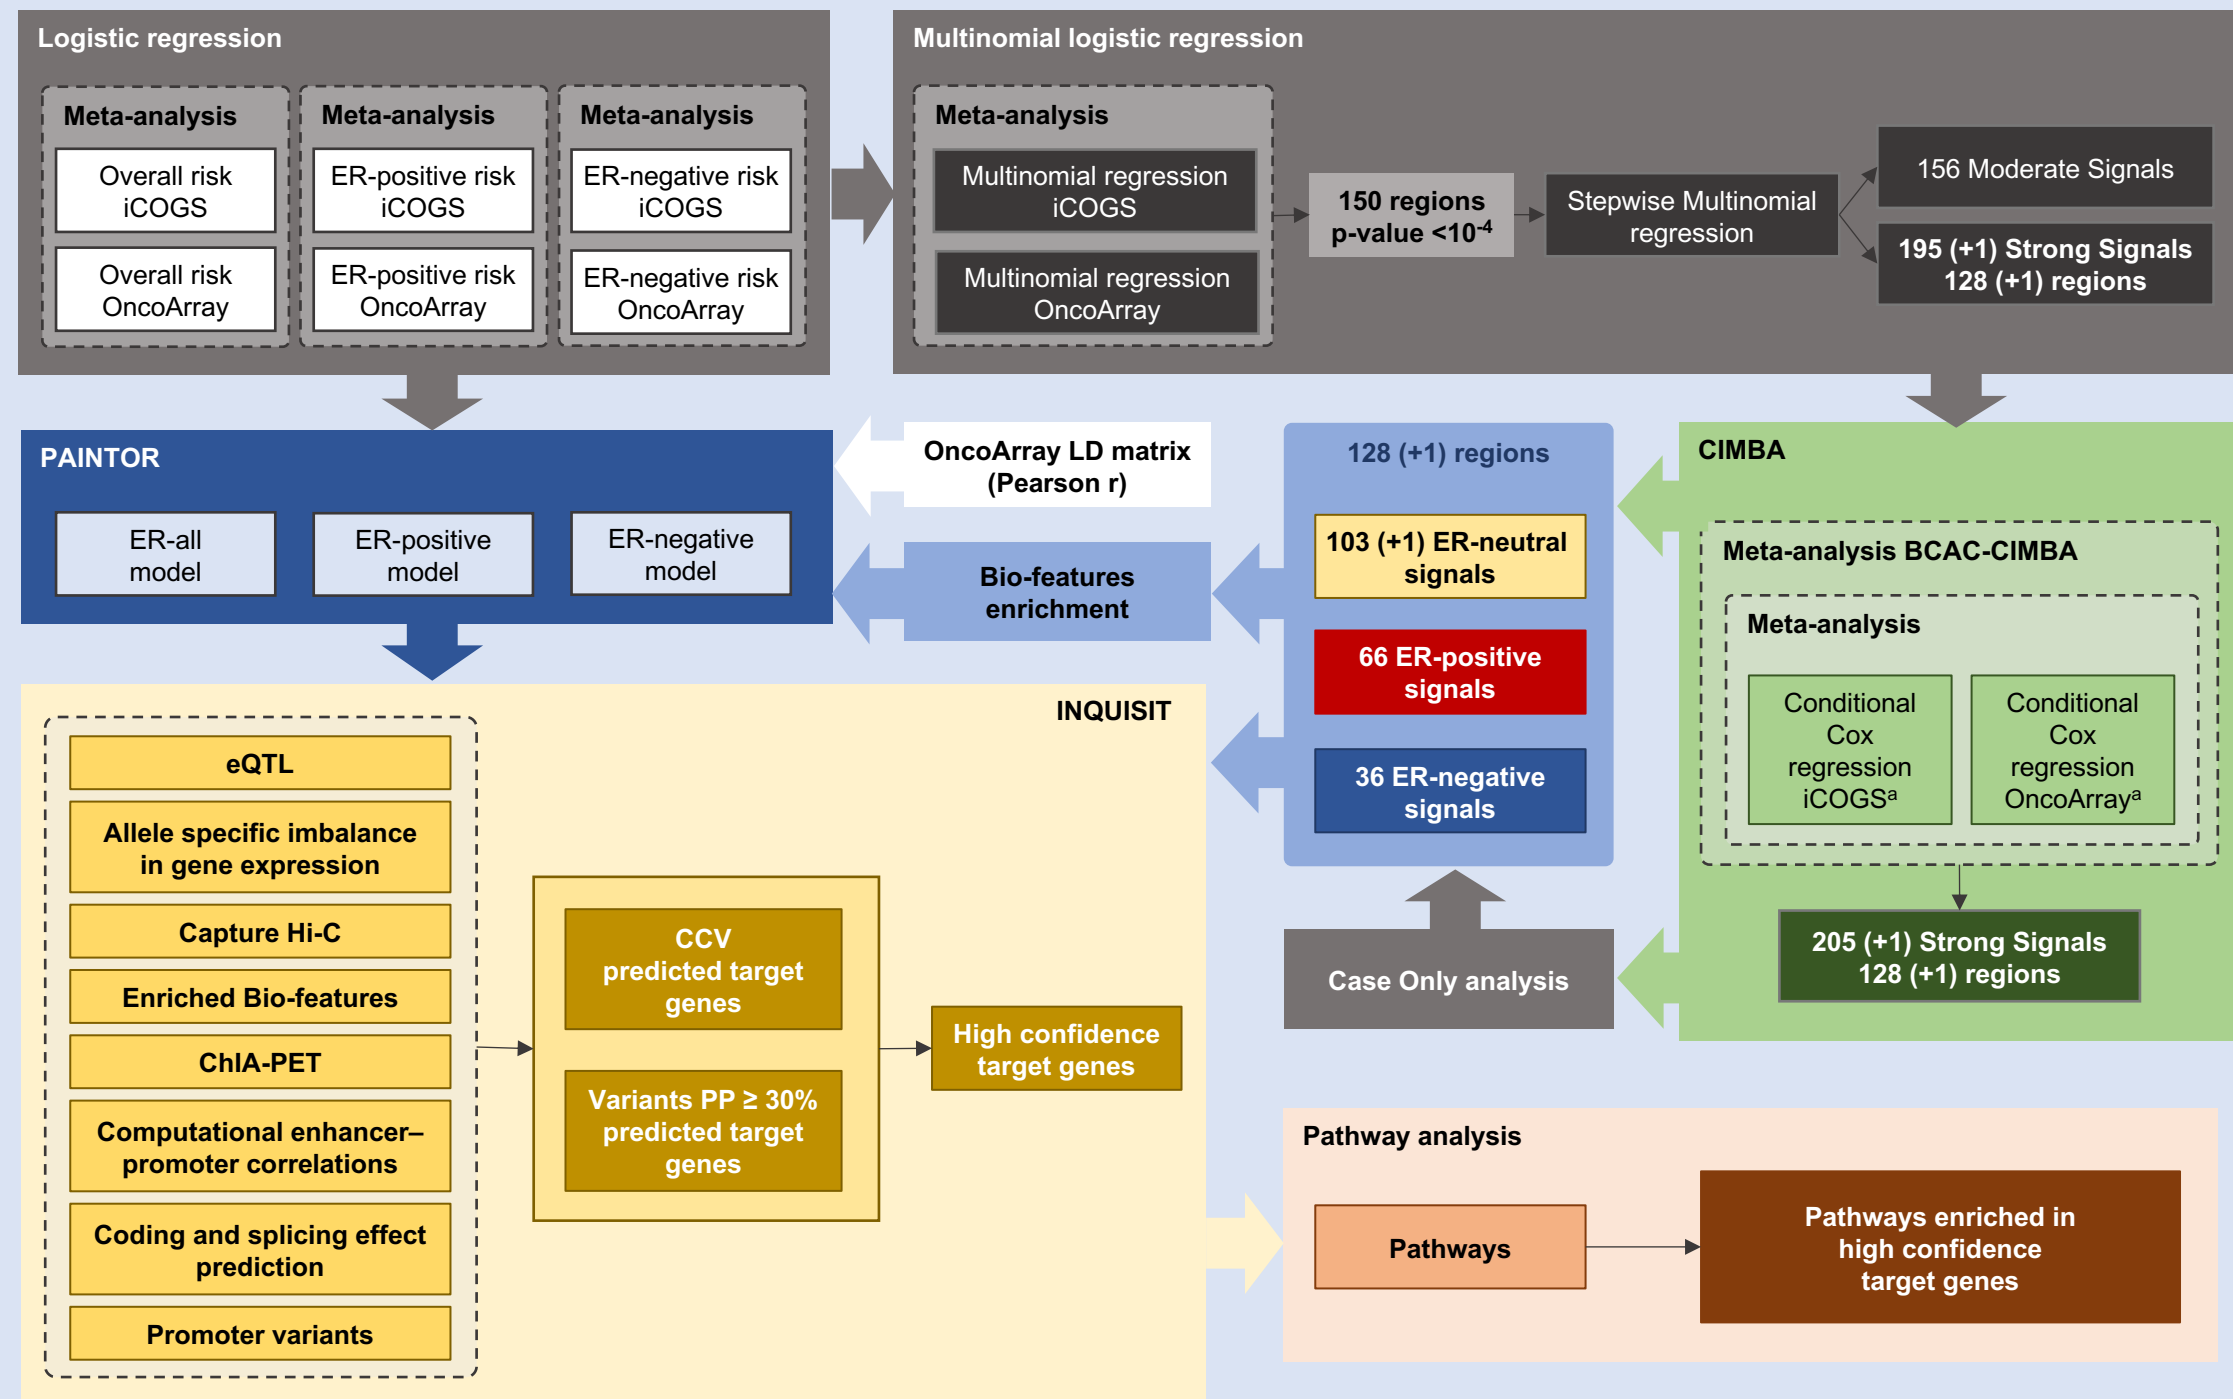 Logistic regression
Meta-analysis
Overall risk
iCOGS
Overall risk
OncoArray
Meta-analysis
ER-positive risk
iCOGS
ER-positive risk
OncoArray
Meta-analysis
ER-negative risk
iCOGS
ER-negative risk
OncoArray
Multinomial logistic regression
Meta-analysis
Multinomial regression
iCOGS
Multinomial regression
OncoArray
150 regions
p-value <10⁻⁴
Stepwise Multinomial
regression
156 Moderate Signals
195 (+1) Strong Signals
128 (+1) regions
PAINTOR
ER-all
model
ER-positive
model
ER-negative
model
OncoArray LD matrix
(Pearson r)
Bio-features
enrichment
128 (+1) regions
103 (+1) ER-neutral
signals
66 ER-positive
signals
36 ER-negative
signals
Case Only analysis
CIMBA
Meta-analysis BCAC-CIMBA
Meta-analysis
Conditional
Cox
regression
iCOGSᵃ
Conditional
Cox
regression
OncoArrayᵃ
205 (+1) Strong Signals
128 (+1) regions
INQUISIT
eQTL
Allele specific imbalance
in gene expression
Capture Hi-C
Enriched Bio-features
ChIA-PET
Computational enhancer–
promoter correlations
Coding and splicing effect
prediction
Promoter variants
CCV
predicted target
genes
Variants PP ≥ 30%
predicted target
genes
High confidence
target genes
Pathway analysis
Pathways
Pathways enriched in
high confidence
target genes